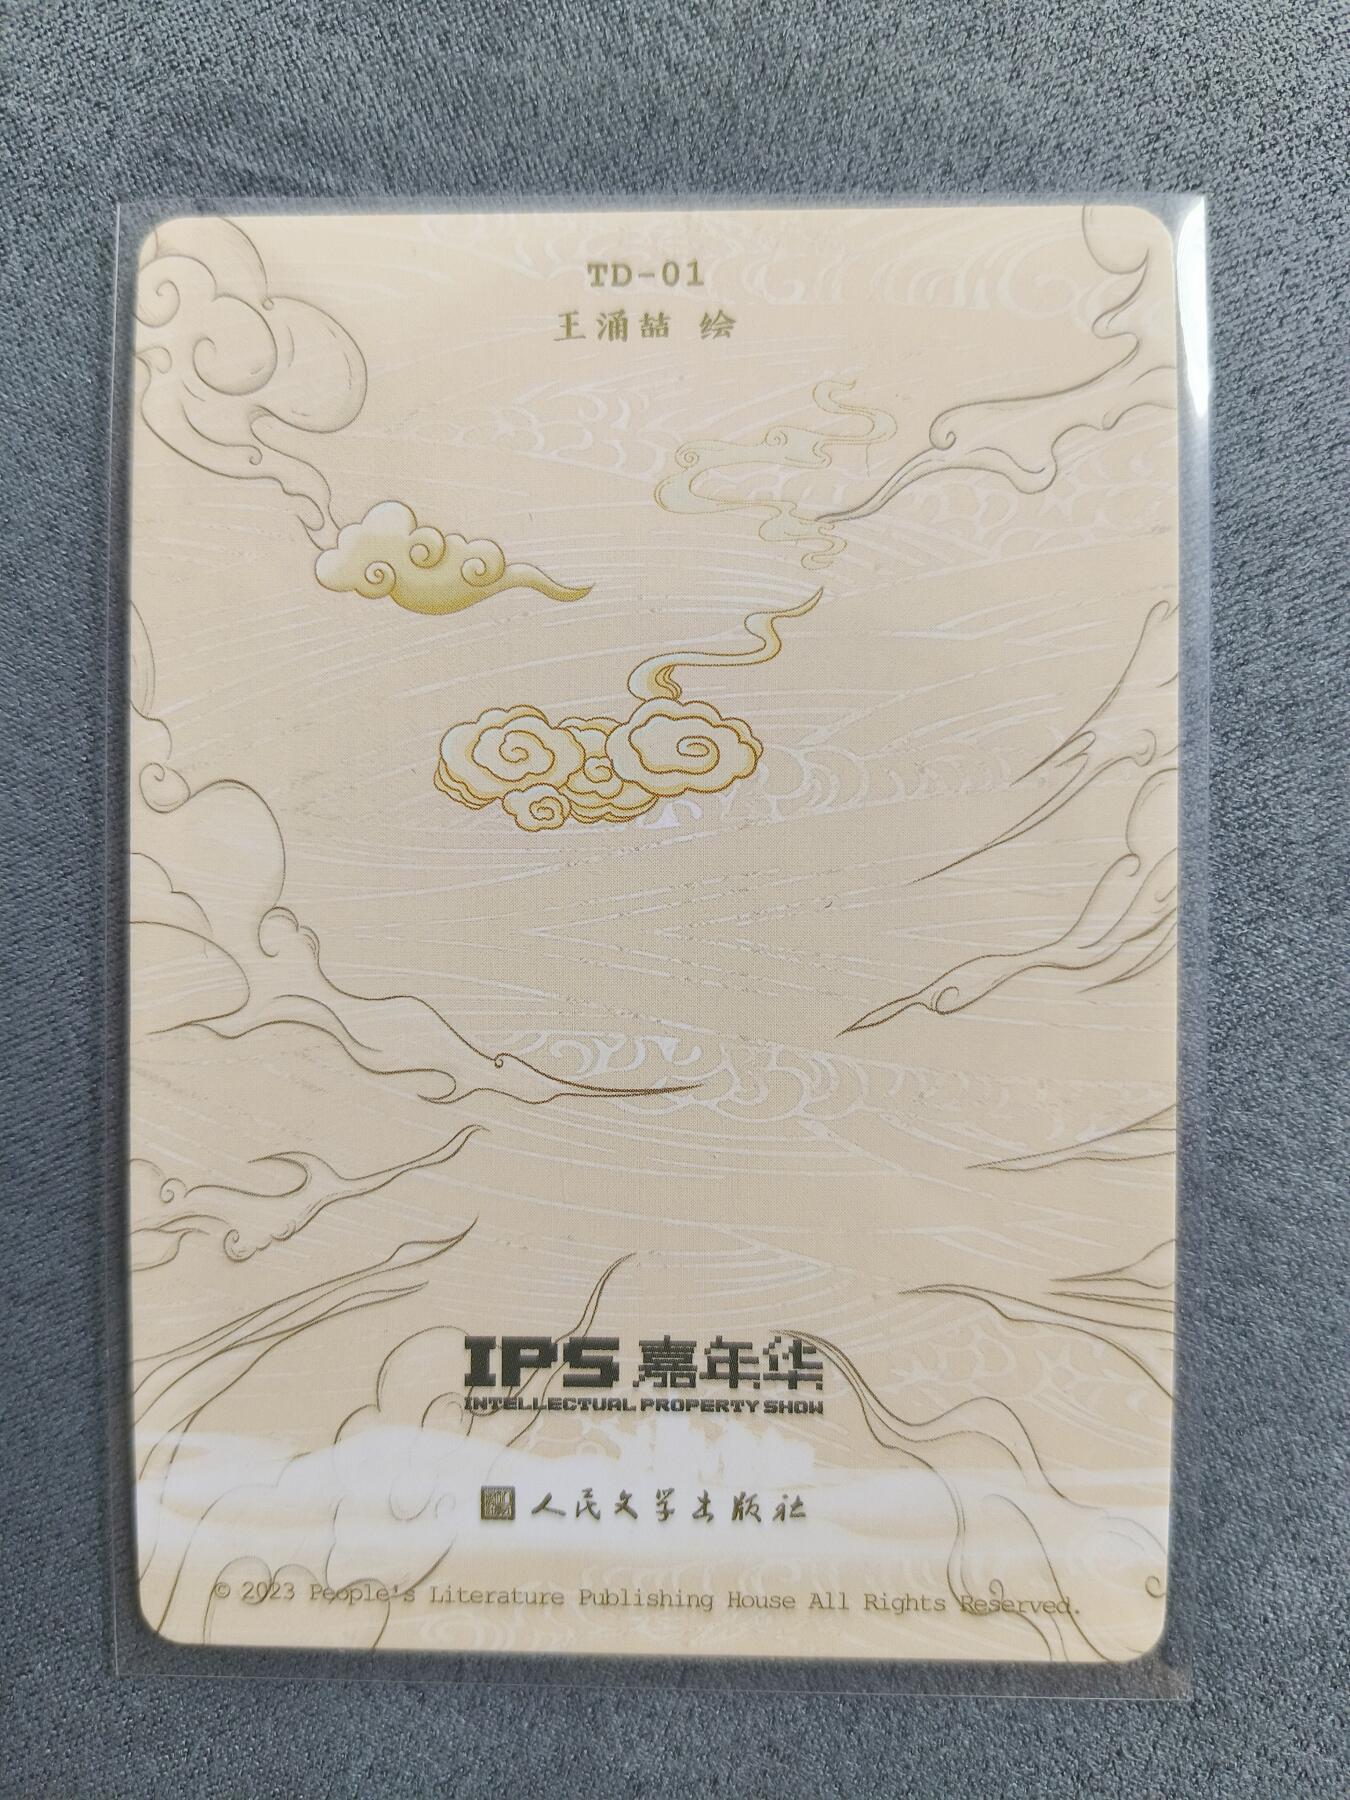 TD-01
王涌喆 绘
IPS 嘉年华
INTELLECTUAL PROPERTY SHOW
人民文学出版社
© 2023 People's Literature Publishing House All Rights Reserved.